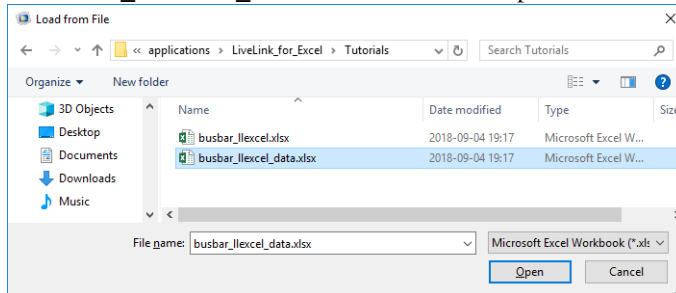 Load from File
« applications > LiveLink_for_Excel > Tutorials
Search Tutorials
Organize
New folder
3D Objects
Desktop
Documents
Downloads
Music
Name
Date modified
Type
Size
busbar_llexcel.xlsx
2018-09-04 19:17
Microsoft Excel W...
busbar_llexcel_data.xlsx
2018-09-04 19:17
Microsoft Excel W...
File name:
busbar_llexcel_data.xlsx
Microsoft Excel Workbook (*.xls
Open
Cancel